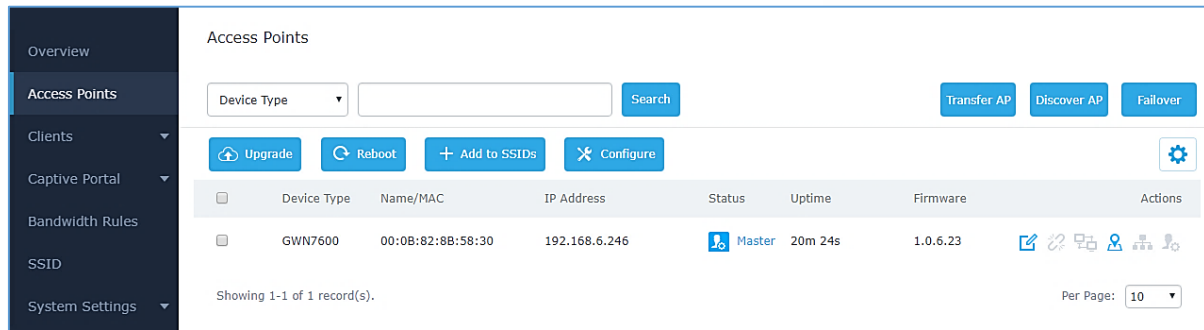 Overview
Access Points
Clients
Captive Portal
Bandwidth Rules
SSID
System Settings
Access Points
Device Type Search Transfer AP Discover AP Failover
Upgrade Reboot Add to SSIDs Configure
Device Type Name/MAC IP Address Status Uptime Firmware Actions
GWN7600 00:0B:82:8B:58:30 192.168.6.246 Master 20m 24s 1.0.6.23
Showing 1-1 of 1 record(s). Per Page: 10